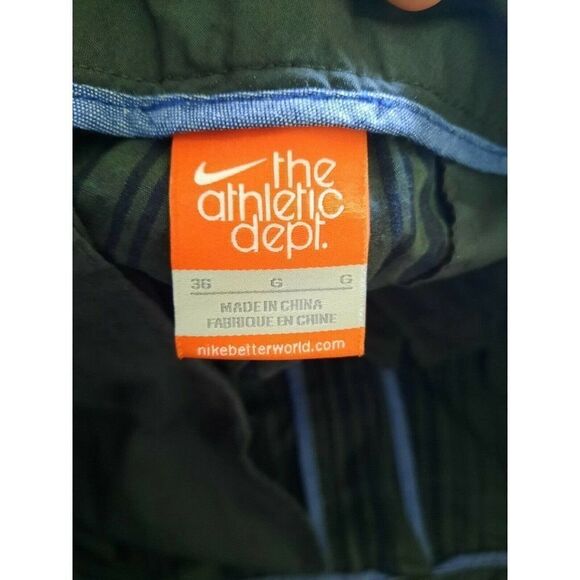 the
athletic
dept.
36 G G
MADE IN CHINA
FABRIQUE EN CHINE
nikebetterworld.com